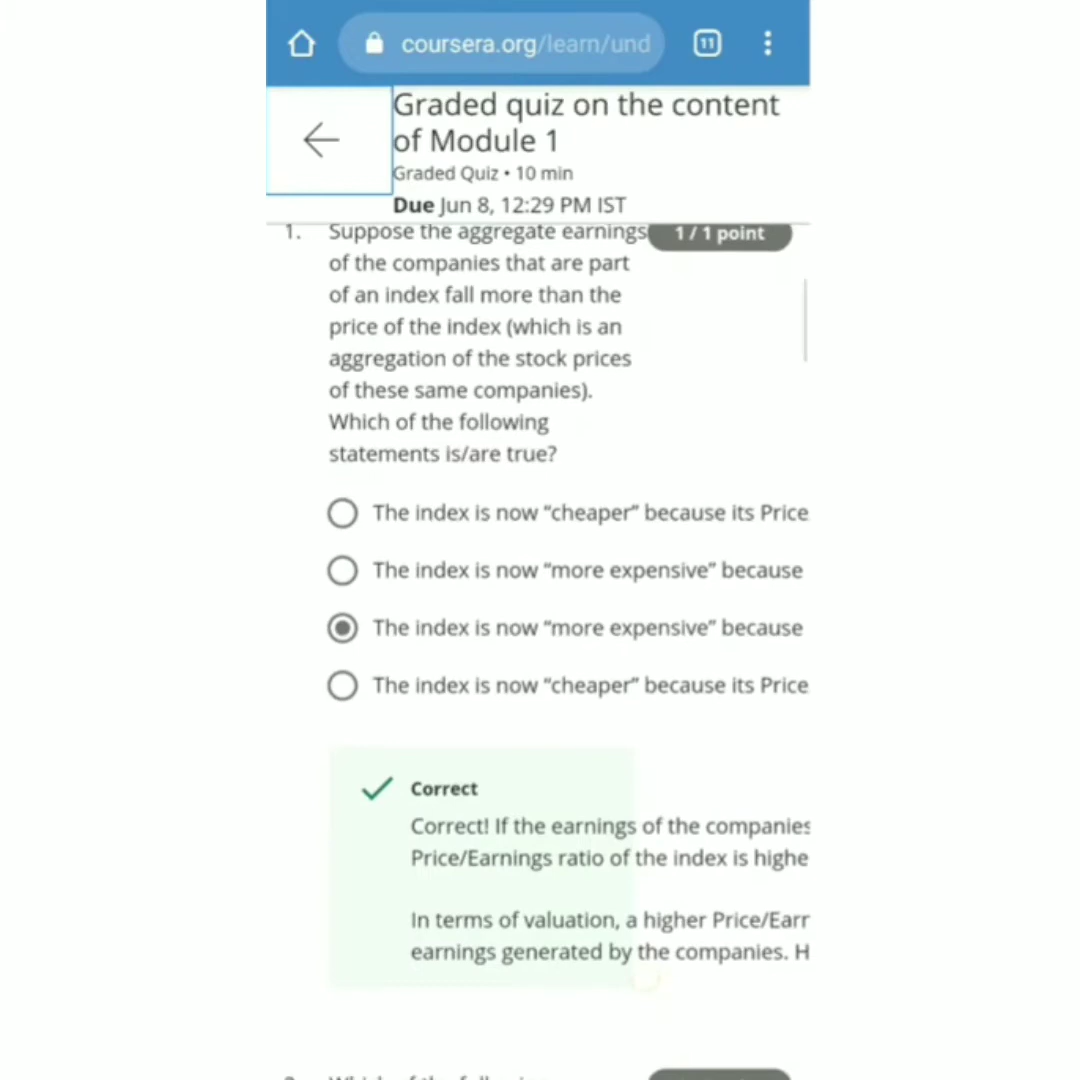 coursera.org/learn/und
11
Graded quiz on the content
of Module 1
Graded Quiz • 10 min
Due Jun 8, 12:29 PM IST
1. Suppose the aggregate earnings 1 / 1 point
of the companies that are part
of an index fall more than the
price of the index (which is an
aggregation of the stock prices
of these same companies).
Which of the following
statements is/are true?
The index is now “cheaper” because its Price
The index is now “more expensive” because
The index is now “more expensive” because
The index is now “cheaper” because its Price
Correct
Correct! If the earnings of the companies
Price/Earnings ratio of the index is highe
In terms of valuation, a higher Price/Earr
earnings generated by the companies. H